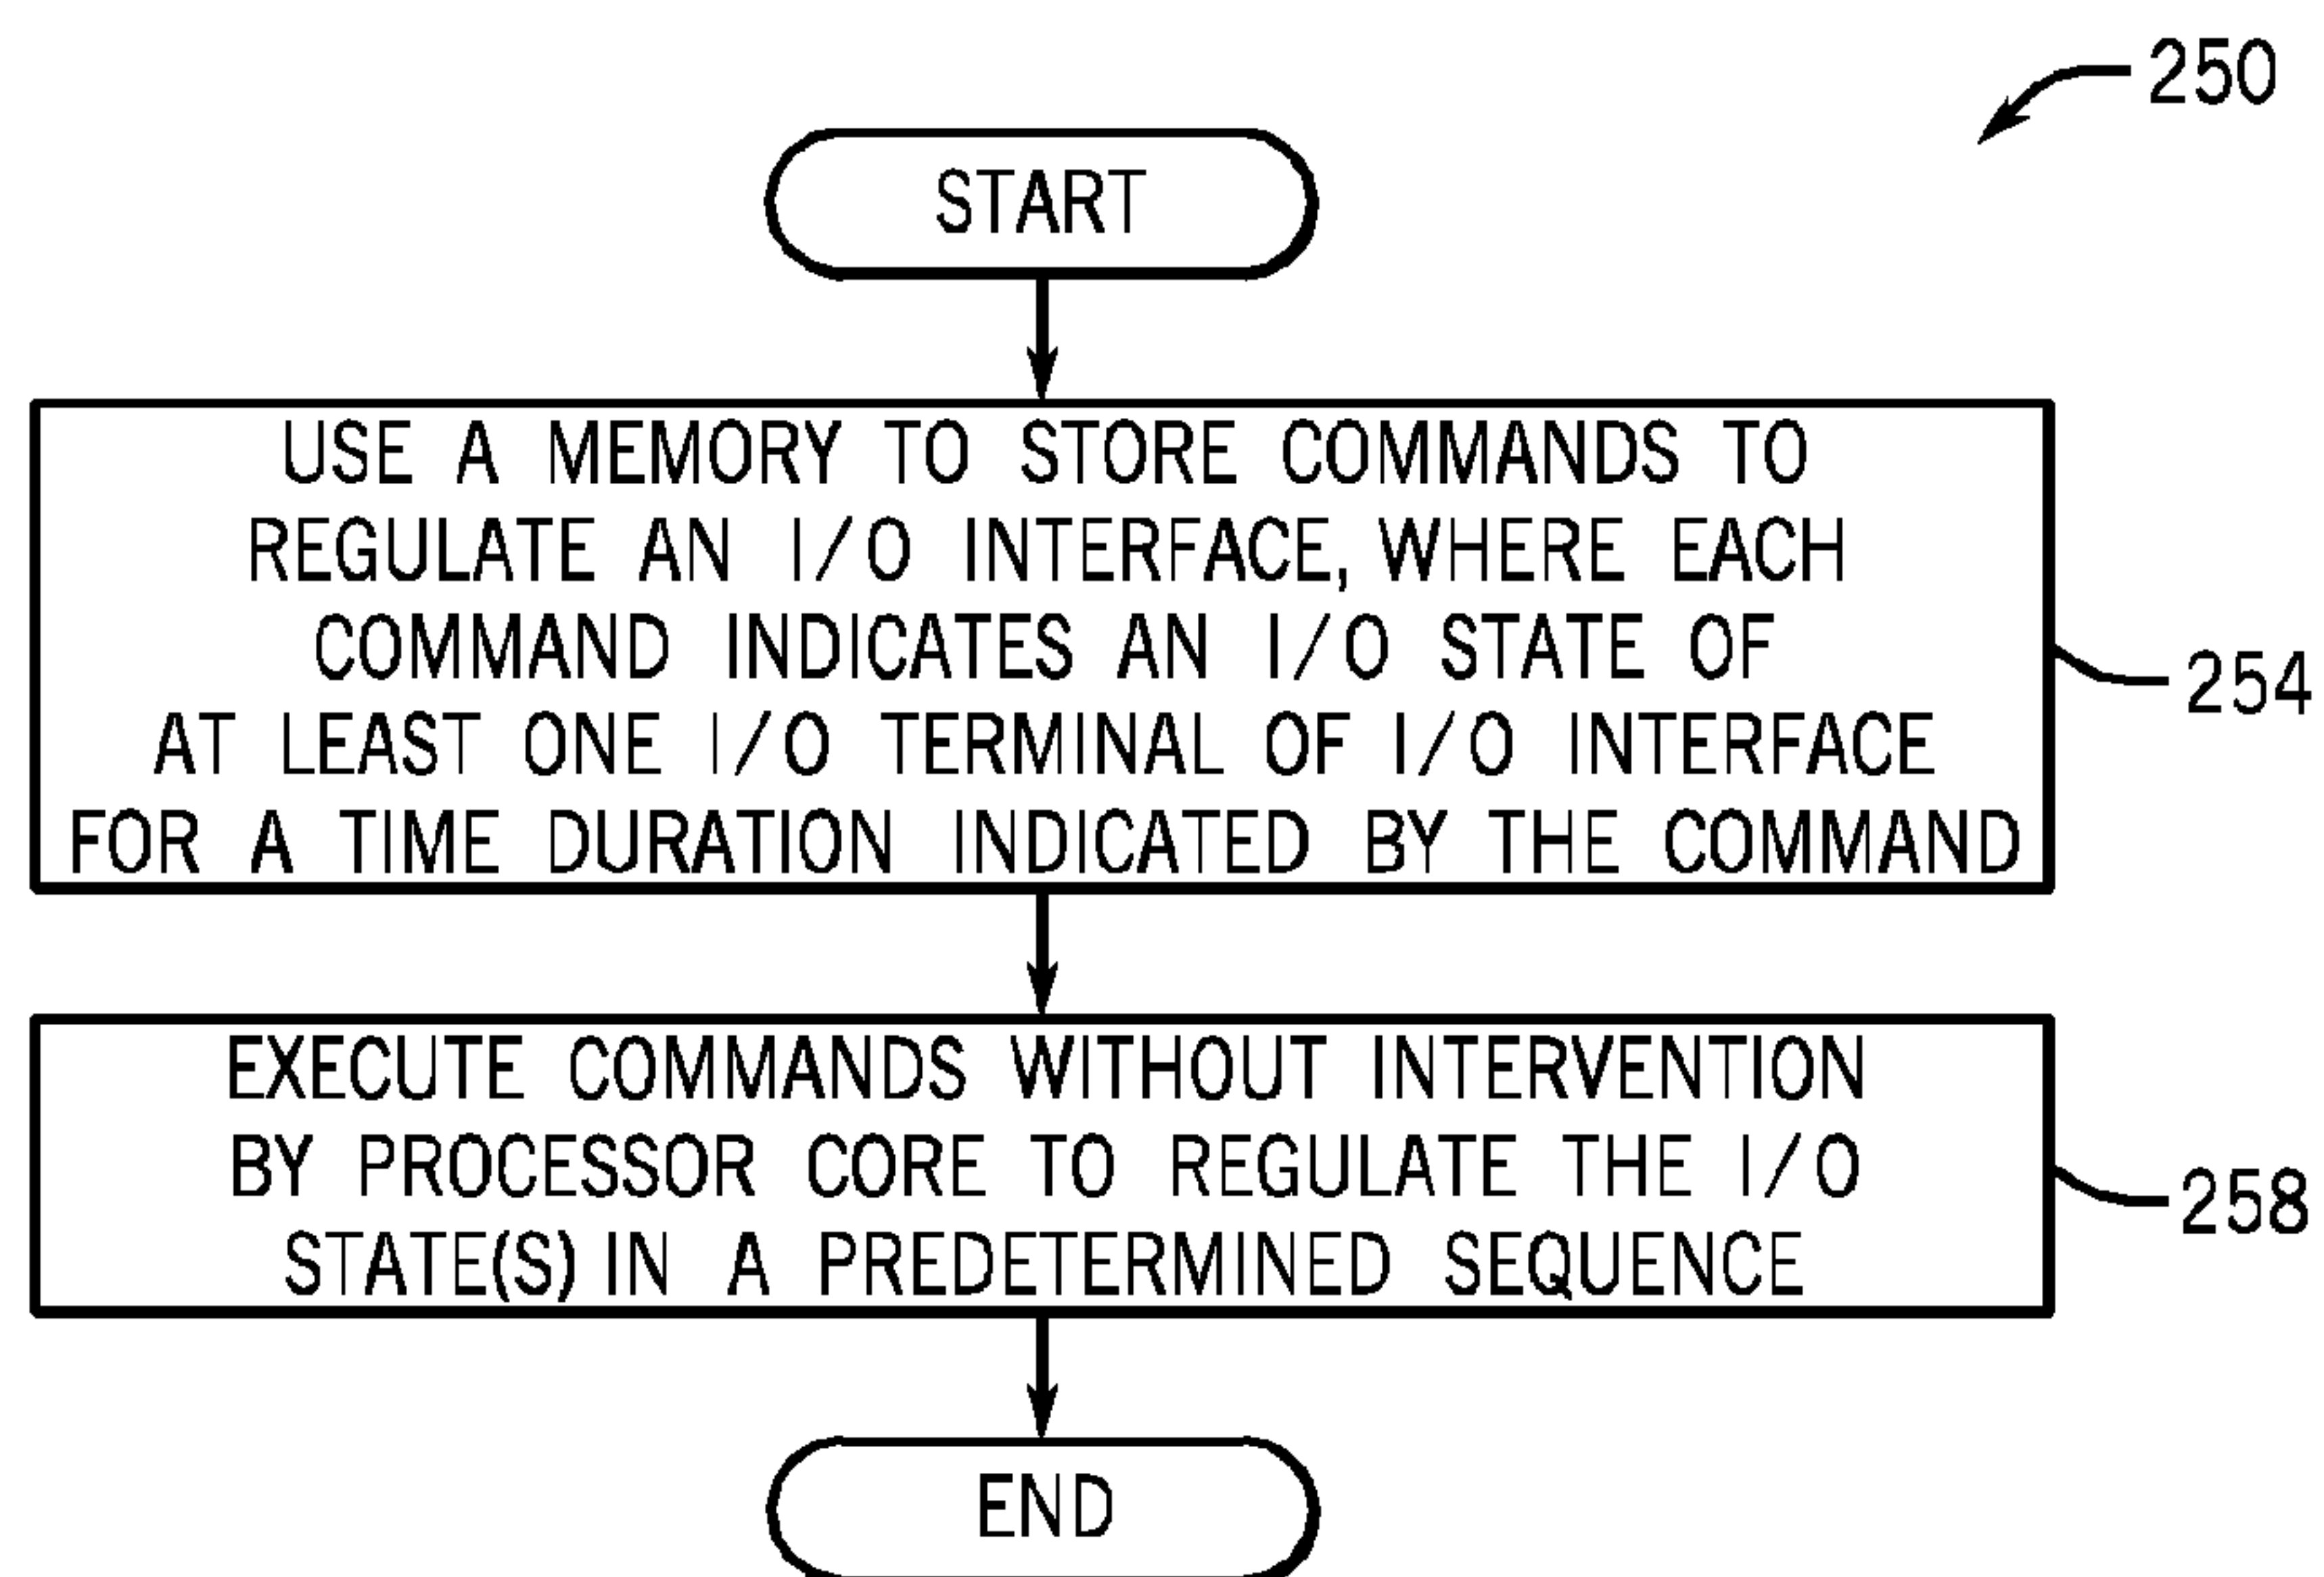 250
START
USE A MEMORY TO STORE COMMANDS TO
REGULATE AN I/O INTERFACE, WHERE EACH
COMMAND INDICATES AN I/O STATE OF
AT LEAST ONE I/O TERMINAL OF I/O INTERFACE
FOR A TIME DURATION INDICATED BY THE COMMAND
254
EXECUTE COMMANDS WITHOUT INTERVENTION
BY PROCESSOR CORE TO REGULATE THE I/O
STATE(S) IN A PREDETERMINED SEQUENCE
258
END